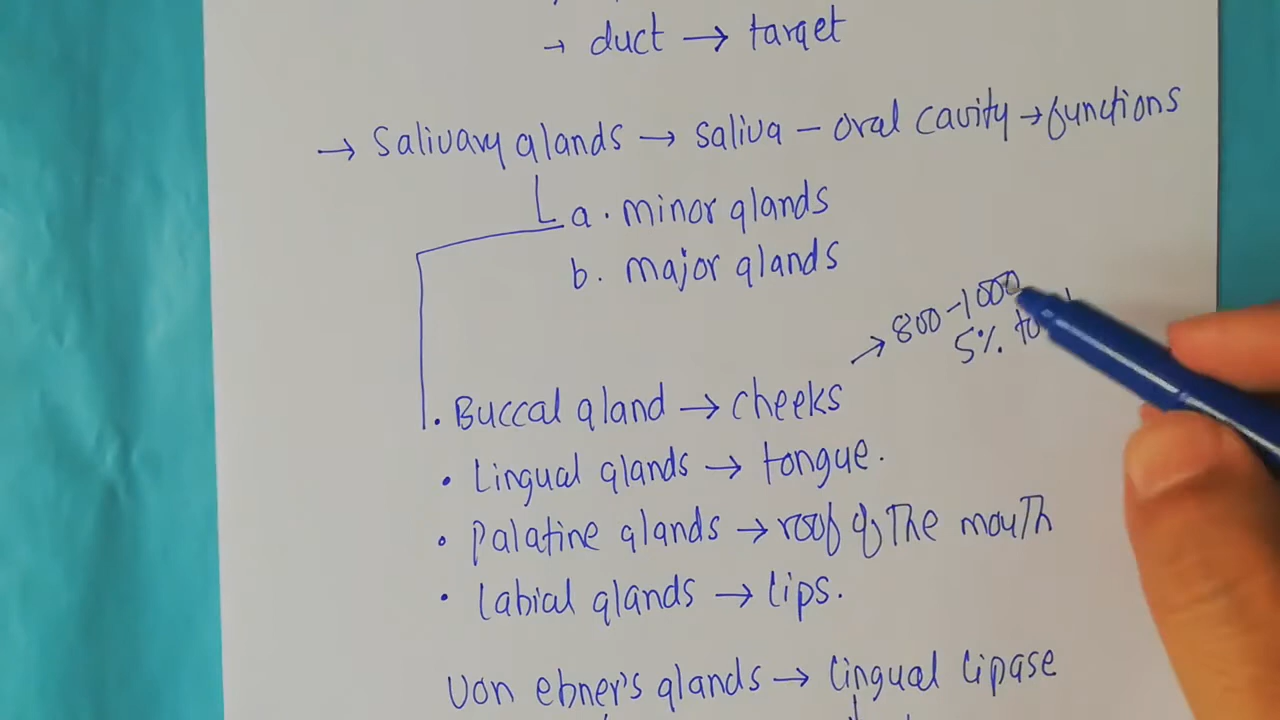 → duct → target
→ Salivary glands → saliva – oral cavity → functions
a. minor glands
b. major glands
→ 800-1000
5%
. Buccal gland → cheeks
• Lingual glands → tongue.
• Palatine glands → roof of The mouTh
• Labial glands → Lips.
Von ebner's glands → Lingual Lipase